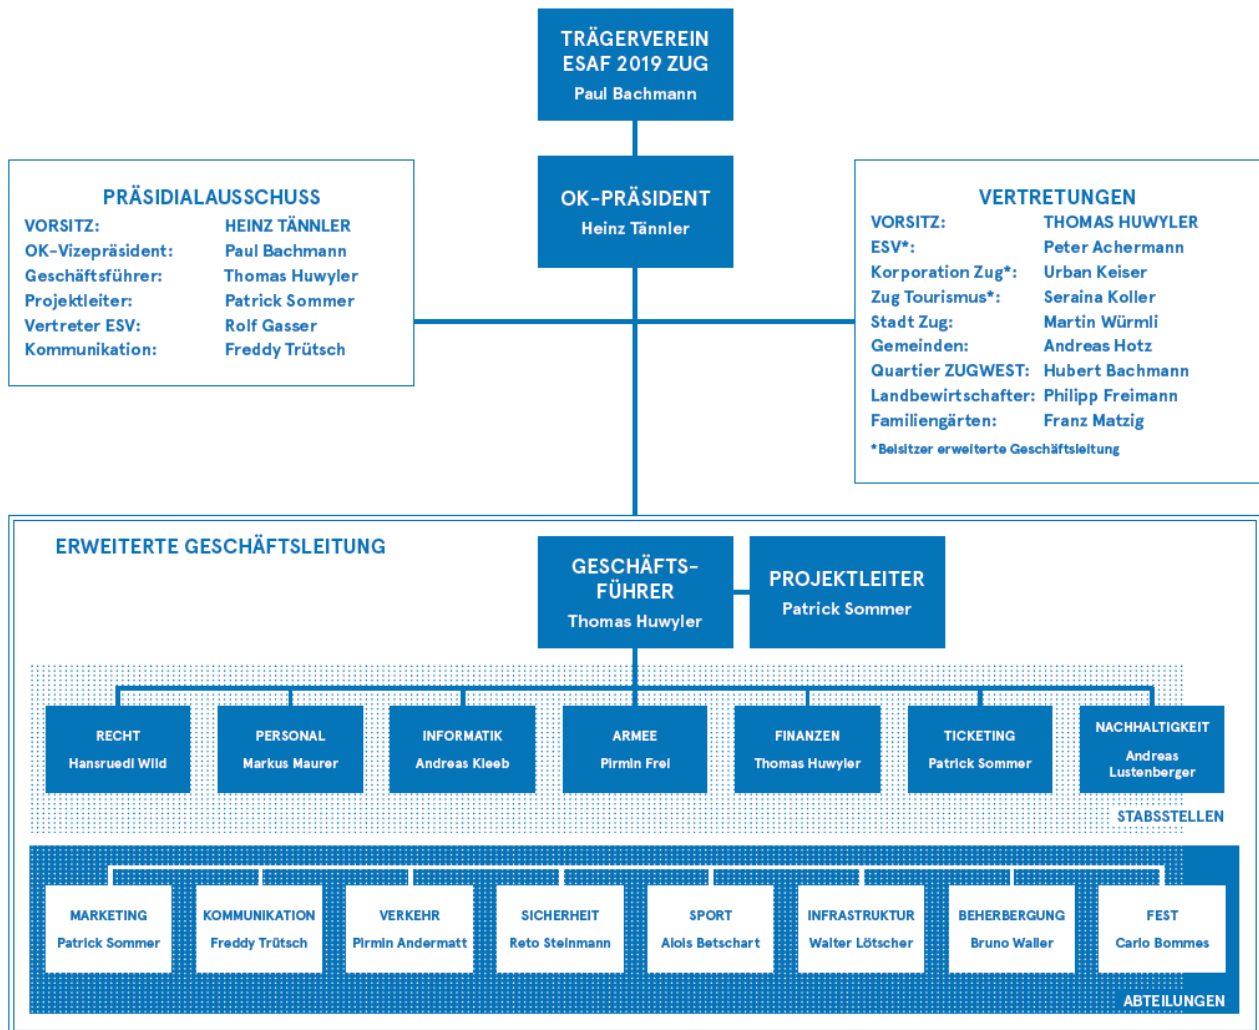 TRÄGERVEREIN
ESAF 2019 ZUG
Paul Bachmann
OK-PRÄSIDENT
Heinz Tännler
PRÄSIDIALAUSSCHUSS
VORSITZ: HEINZ TÄNNLER
OK-Vizepräsident: Paul Bachmann
Geschäftsführer: Thomas Huwyler
Projektleiter: Patrick Sommer
Vertreter ESV: Rolf Gasser
Kommunikation: Freddy Trütsch
VERTRETUNGEN
VORSITZ: THOMAS HUWYLER
ESV*: Peter Achermann
Korporation Zug*: Urban Keiser
Zug Tourismus*: Seraina Koller
Stadt Zug: Martin Würmli
Gemeinden: Andreas Hotz
Quartier ZUGWEST: Hubert Bachmann
Landbewirtschafter: Philipp Freimann
Familiengärten: Franz Matzig
*Beisitzer erweiterte Geschäftsleitung
ERWEITERTE GESCHÄFTSLEITUNG
GESCHÄFTS-
FÜHRER
Thomas Huwyler
PROJEKTLEITER
Patrick Sommer
RECHT
Hansruedi Wild
PERSONAL
Markus Maurer
INFORMATIK
Andreas Kleeb
ARMEE
Pirmin Frei
FINANZEN
Thomas Huwyler
TICKETING
Patrick Sommer
NACHHALTIGKEIT
Andreas
Lustenberger
STABSSTELLEN
MARKETING
Patrick Sommer
KOMMUNIKATION
Freddy Trütsch
VERKEHR
Pirmin Andermatt
SICHERHEIT
Reto Steinmann
SPORT
Alois Betschart
INFRASTRUKTUR
Walter Lötscher
BEHERBERGUNG
Bruno Waller
FEST
Carlo Bommes
ABTEILUNGEN